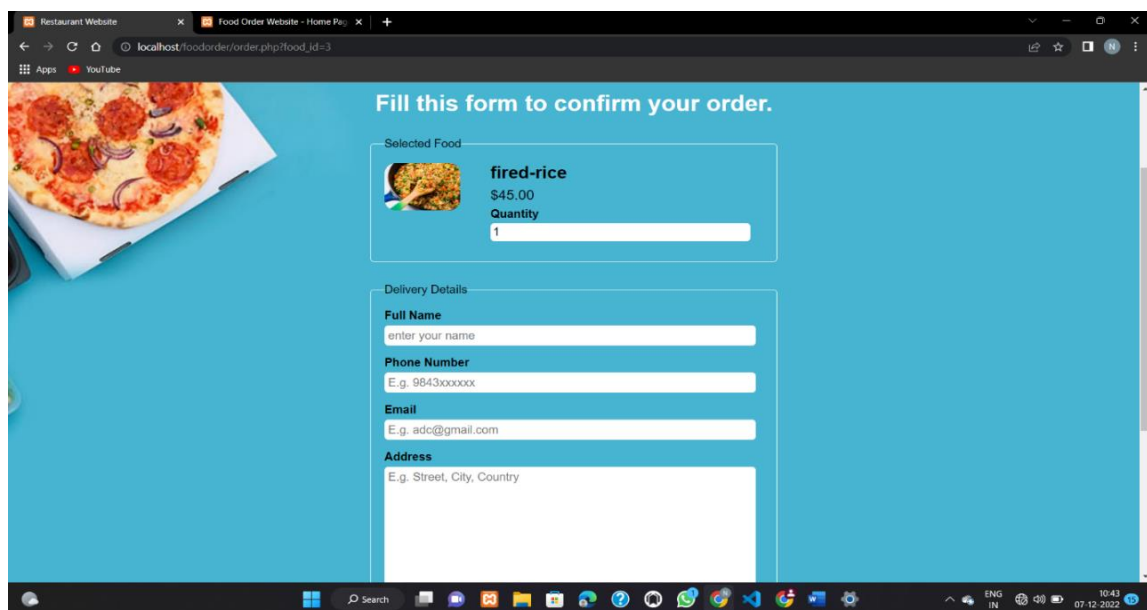 Restaurant Website
Food Order Website - Home Pag
localhost/foodorder/order.php?food_id=3
N
Apps
YouTube
Fill this form to confirm your order.
Selected Food
fired-rice
$45.00
Quantity
1
Delivery Details
Full Name
enter your name
Phone Number
E.g. 9843xxxxxx
Email
E.g. adc@gmail.com
Address
E.g. Street, City, Country
Search
ENG
IN
10:43
07-12-2022
15